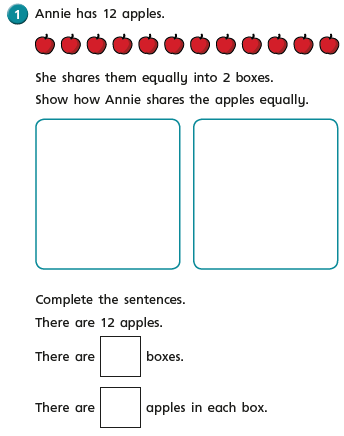 1 Annie has 12 apples.
She shares them equally into 2 boxes.
Show how Annie shares the apples equally.
Complete the sentences.
There are 12 apples.
There are boxes.
There are apples in each box.